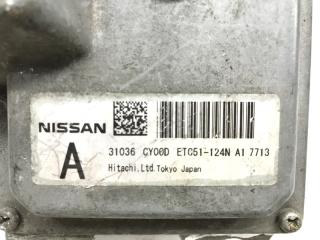 NISSAN
A
31036 CY00D ETC51-124N A1 7713
Hitachi,Ltd.Tokyo Japan